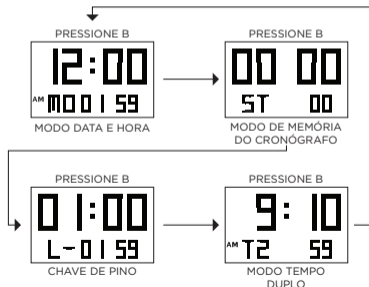 PRESSIONE B
12:00
AM MO 01 59
MODO DATA E HORA
PRESSIONE B
00 00
ST 00
MODO DE MEMÓRIA
DO CRONÓGRAFO
PRESSIONE B
01:00
L-01 59
CHAVE DE PINO
PRESSIONE B
9:10
AM T2 59
MODO TEMPO
DUPLO